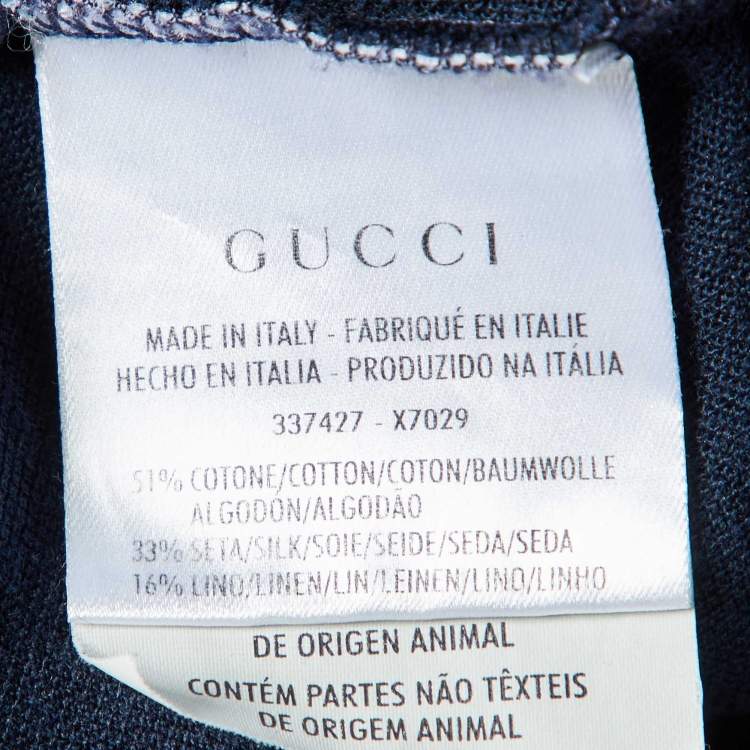 GUCCI
MADE IN ITALY - FABRIQUÉ EN ITALIE
HECHO EN ITALIA - PRODUZIDO NA ITÁLIA
337427 - X7029
51% COTONE/COTTON/COTON/BAUMWOLLE
ALGODÓN/ALGODÃO
33% SETA/SILK/SOIE/SEIDE/SEDA/SEDA
16% LINO/LINEN/LIN/LEINEN/LINO/LINHO
DE ORIGEN ANIMAL
CONTÉM PARTES NÃO TÊXTEIS
DE ORIGEM ANIMAL